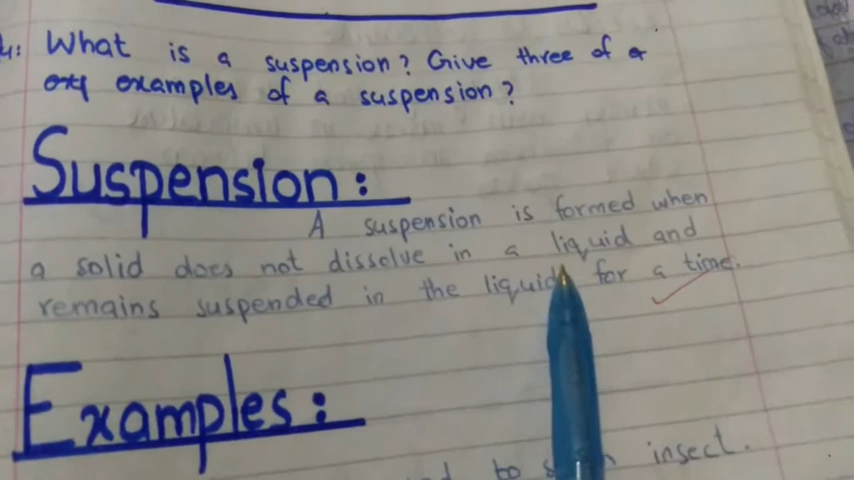 4: What is a suspension? Give three of a
examples of a suspension?
Suspension:
A suspension is formed when
a solid does not dissolve in a liquid and
remains suspended in the liquid for a time.
Examples:
to insect.